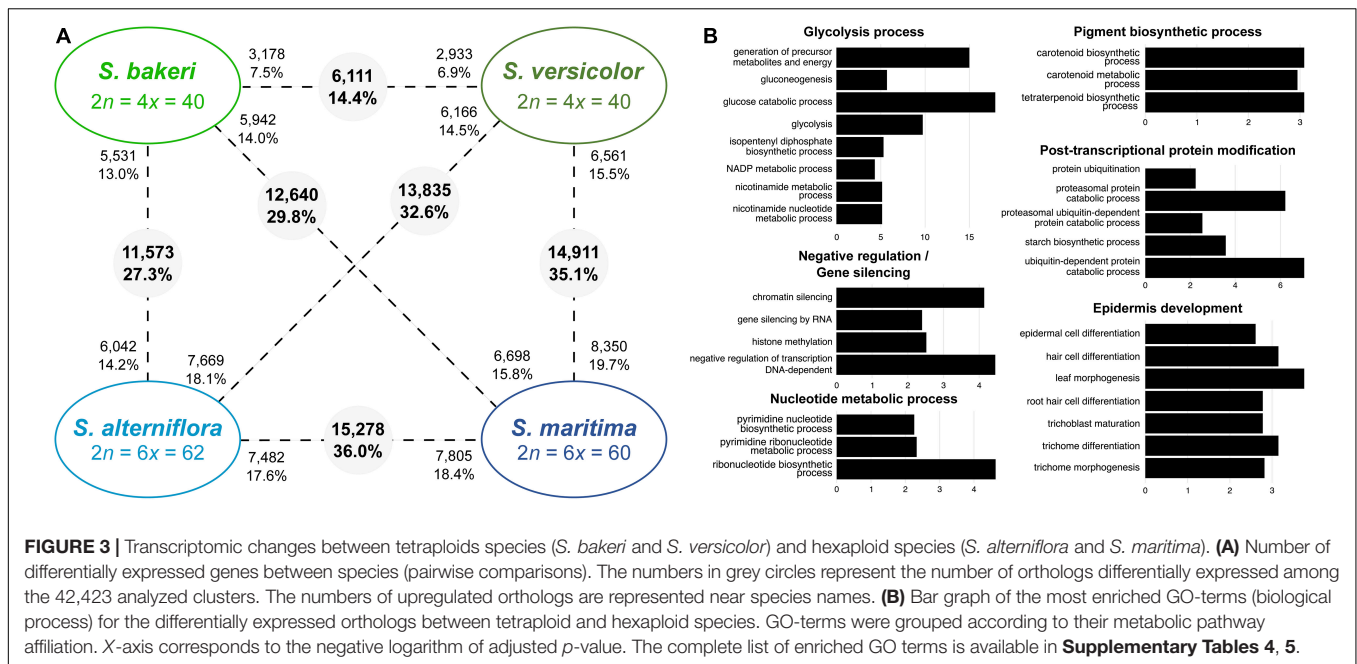 A
S. bakeri
2n = 4x = 40
3,178
7.5%
6,111
14.4%
2,933
6.9%
S. versicolor
2n = 4x = 40
5,942
14.0%
6,166
14.5%
5,531
13.0%
6,561
15.5%
12,640
29.8%
13,835
32.6%
11,573
27.3%
14,911
35.1%
6,042
14.2%
7,669
18.1%
6,698
15.8%
8,350
19.7%
S. alterniflora
2n = 6x = 62
15,278
36.0%
7,482
17.6%
7,805
18.4%
S. maritima
2n = 6x = 60
B
Glycolysis process
generation of precursor
metabolites and energy
gluconeogenesis
glucose catabolic process
glycolysis
isopentenyl diphosphate
biosynthetic process
NADP metabolic process
nicotinamide metabolic
process
nicotinamide nucleotide
metabolic process
0 5 10 15
Negative regulation /
Gene silencing
chromatin silencing
gene silencing by RNA
histone methylation
negative regulation of transcription
DNA-dependent
0 1 2 3 4
Nucleotide metabolic process
pyrimidine nucleotide
biosynthetic process
pyrimidine ribonucleotide
metabolic process
ribonucleotide biosynthetic
process
0 1 2 3 4
Pigment biosynthetic process
carotenoid biosynthetic
process
carotenoid metabolic
process
tetraterpenoid biosynthetic
process
0 1 2 3
Post-transcriptional protein modification
protein ubiquitination
proteasomal protein
catabolic process
proteasomal ubiquitin-dependent
protein catabolic process
starch biosynthetic process
ubiquitin-dependent protein
catabolic process
0 2 4 6
Epidermis development
epidermal cell differentiation
hair cell differentiation
leaf morphogenesis
root hair cell differentiation
trichoblast maturation
trichome differentiation
trichome morphogenesis
0 1 2 3
FIGURE 3 | Transcriptomic changes between tetraploids species (S. bakeri and S. versicolor) and hexaploid species (S. alterniflora and S. maritima). (A) Number of
differentially expressed genes between species (pairwise comparisons). The numbers in grey circles represent the number of orthologs differentially expressed among
the 42,423 analyzed clusters. The numbers of upregulated orthologs are represented near species names. (B) Bar graph of the most enriched GO-terms (biological
process) for the differentially expressed orthologs between tetraploid and hexaploid species. GO-terms were grouped according to their metabolic pathway
affiliation. X-axis corresponds to the negative logarithm of adjusted p-value. The complete list of enriched GO terms is available in Supplementary Tables 4, 5.